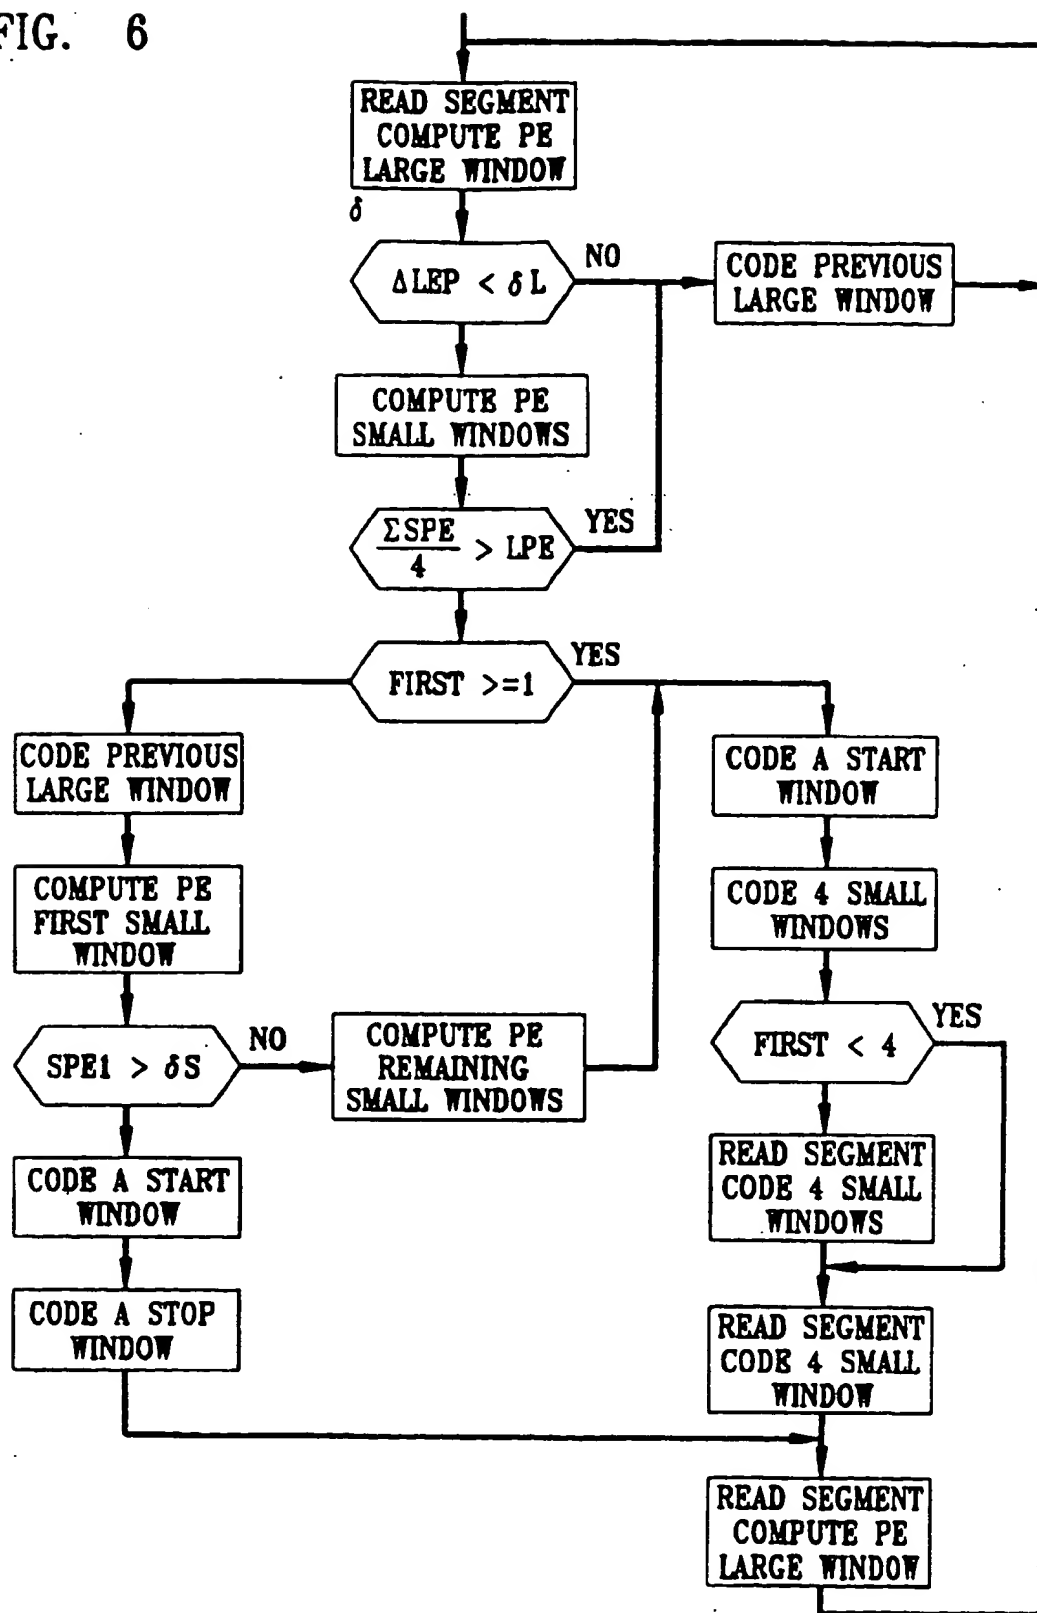 FIG. 6
READ SEGMENT
COMPUTE PE
LARGE WINDOW
δ
ΔLEP < δL
NO
CODE PREVIOUS
LARGE WINDOW
COMPUTE PE
SMALL WINDOWS
ΣSPE
4
> LPE
YES
FIRST >=1
YES
CODE PREVIOUS
LARGE WINDOW
COMPUTE PE
FIRST SMALL
WINDOW
SPE1 > δS
NO
COMPUTE PE
REMAINING
SMALL WINDOWS
CODE A START
WINDOW
CODE A STOP
WINDOW
CODE A START
WINDOW
CODE 4 SMALL
WINDOWS
FIRST < 4
YES
READ SEGMENT
CODE 4 SMALL
WINDOWS
READ SEGMENT
CODE 4 SMALL
WINDOW
READ SEGMENT
COMPUTE PE
LARGE WINDOW